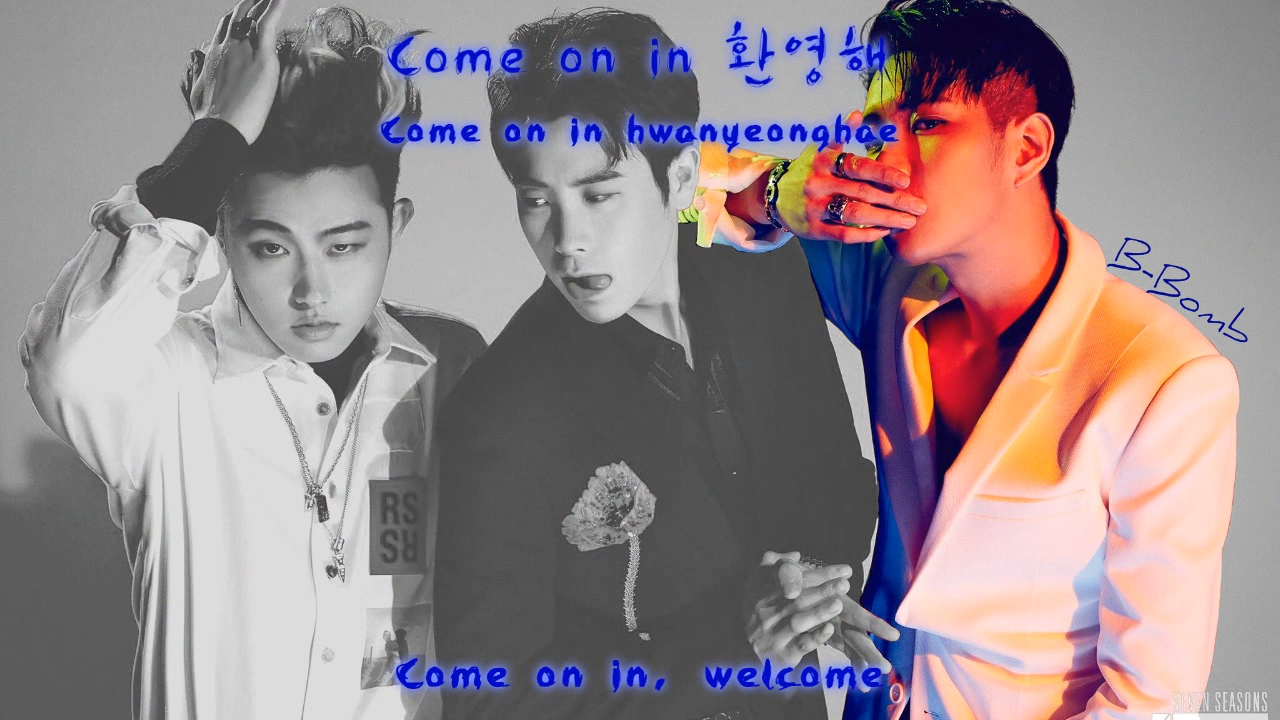 Come on in 환영해
Come on in hwanyeonghae
B-Bomb
RS
RS
Come on in, welcome
SEVEN SEASONS